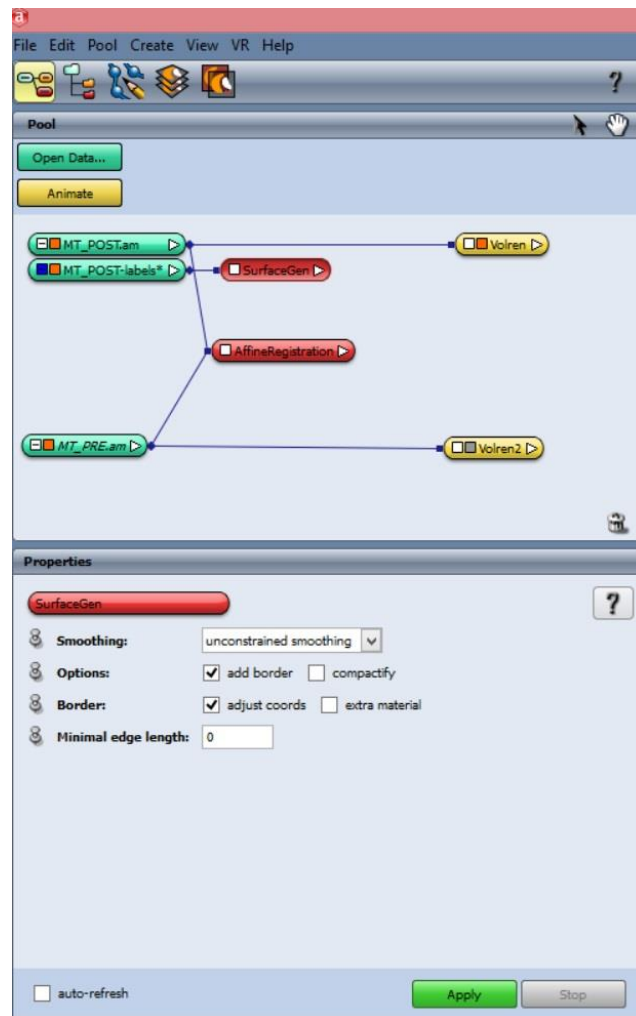 a
File Edit Pool Create View VR Help
?
Pool
Open Data...
Animate
MT_POST.am
Volren
MT_POST-labels*
SurfaceGen
AffineRegistration
MT_PRE.am
Volren2
Properties
SurfaceGen
?
Smoothing: unconstrained smoothing
Options: add border compactify
Border: adjust coords extra material
Minimal edge length: 0
auto-refresh Apply Stop